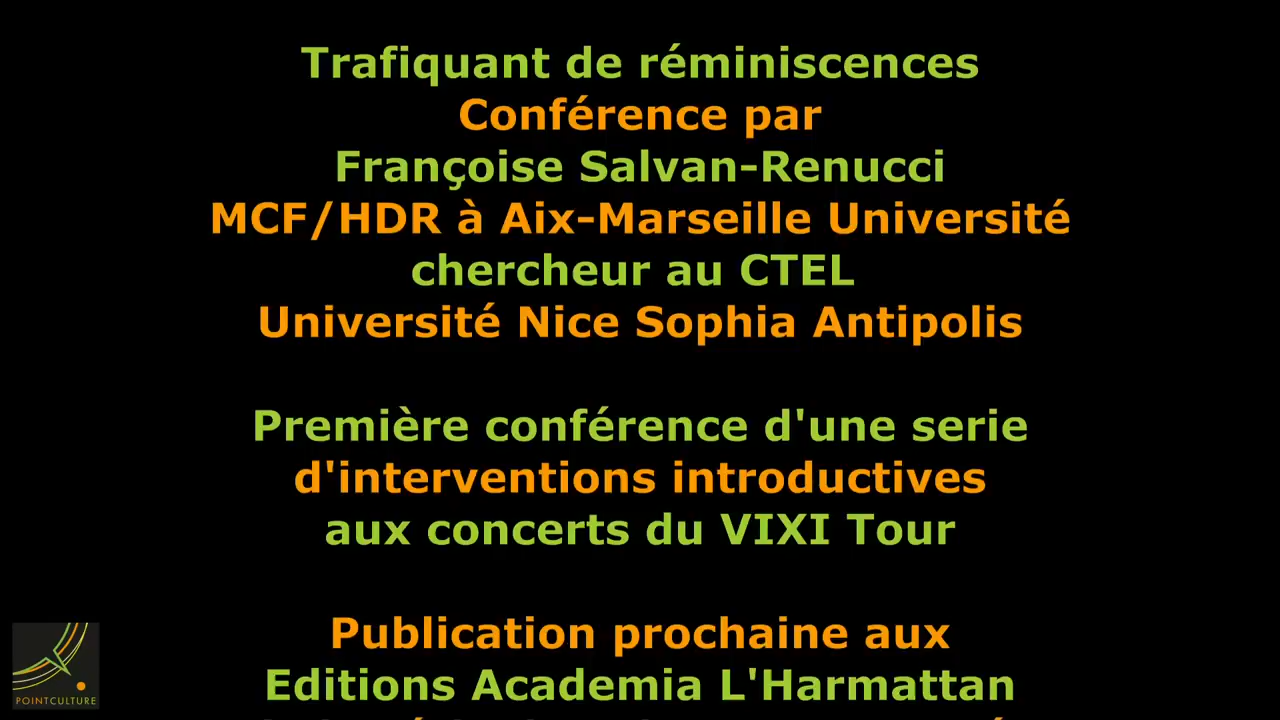 Trafiquant de réminiscences
Conférence par
Françoise Salvan-Renucci
MCF/HDR à Aix-Marseille Université
chercheur au CTEL
Université Nice Sophia Antipolis
Première conférence d'une serie
d'interventions introductives
aux concerts du VIXI Tour
Publication prochaine aux
Editions Academia L'Harmattan
POINTCULTURE